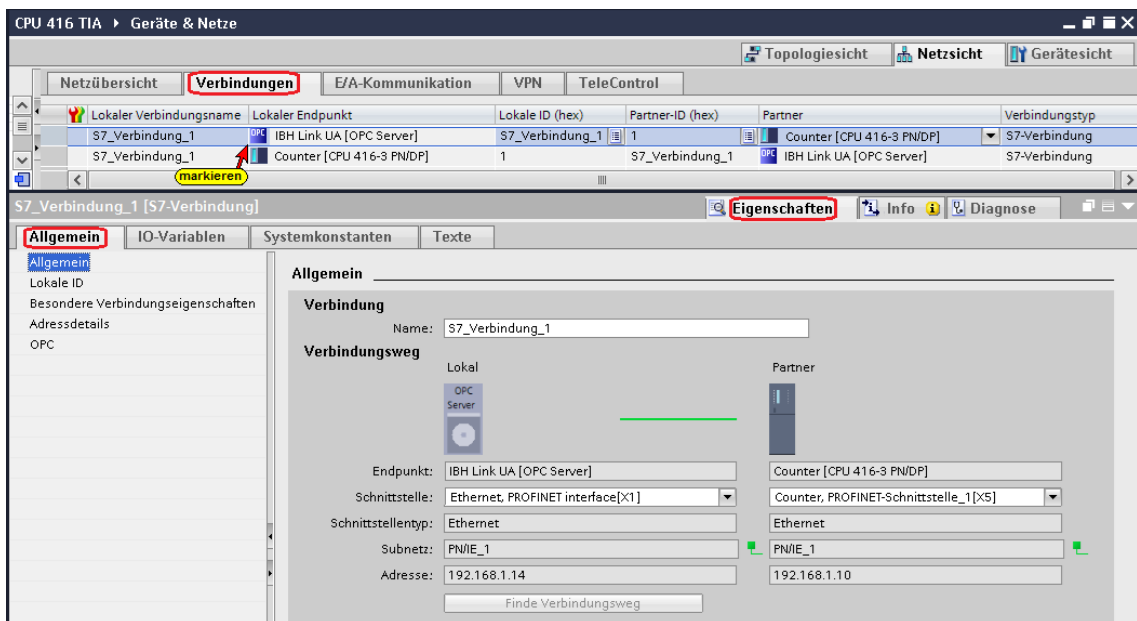 CPU 416 TIA ▸ Geräte & Netze
Topologiesicht Netzsicht Gerätesicht
Netzübersicht Verbindungen E/A-Kommunikation VPN TeleControl
Lokaler Verbindungsname Lokaler Endpunkt Lokale ID (hex) Partner-ID (hex) Partner Verbindungstyp
S7_Verbindung_1 OPC IBH Link UA [OPC Server] S7_Verbindung_1 1 Counter [CPU 416-3 PN/DP] S7-Verbindung
S7_Verbindung_1 Counter [CPU 416-3 PN/DP] 1 S7_Verbindung_1 OPC IBH Link UA [OPC Server] S7-Verbindung
markieren
S7_Verbindung_1 [S7-Verbindung] Eigenschaften Info Diagnose
Allgemein IO-Variablen Systemkonstanten Texte
Allgemein
Lokale ID
Besondere Verbindungseigenschaften
Adressdetails
OPC
Allgemein
Verbindung
Name: S7_Verbindung_1
Verbindungsweg
Lokal Partner
OPC
Server
Endpunkt: IBH Link UA [OPC Server] Counter [CPU 416-3 PN/DP]
Schnittstelle: Ethernet, PROFINET interface[X1] Counter, PROFINET-Schnittstelle_1[X5]
Schnittstellentyp: Ethernet Ethernet
Subnetz: PN/IE_1 PN/IE_1
Adresse: 192.168.1.14 192.168.1.10
Finde Verbindungsweg